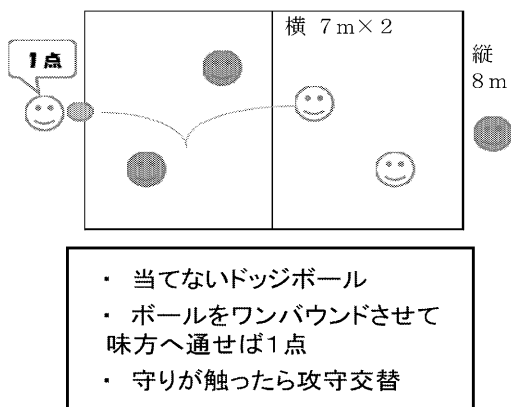 横 7m×2
1点
縦
8m
・ 当てないドッジボール
・ ボールをワンバウンドさせて
味方へ通せば1点
・ 守りが触ったら攻守交替